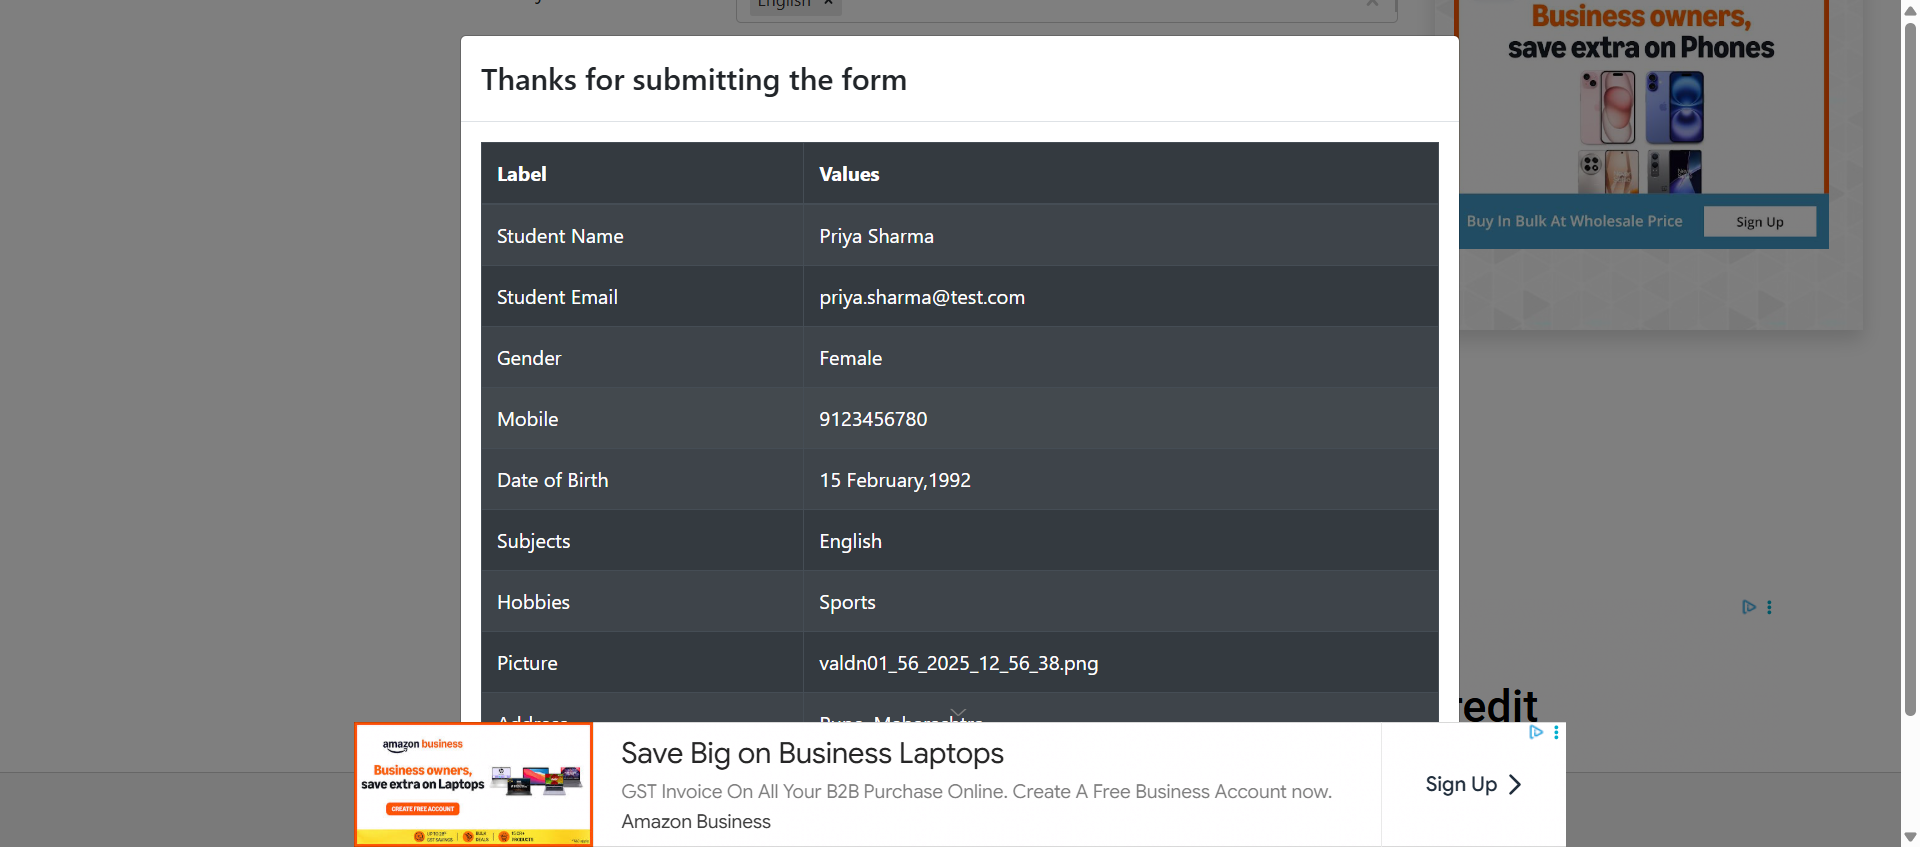 English ×
Thanks for submitting the form
Label Values
Student Name Priya Sharma
Student Email priya.sharma@test.com
Gender Female
Mobile 9123456780
Date of Birth 15 February,1992
Subjects English
Hobbies Sports
Picture valdn01_56_2025_12_56_38.png
Address Pune, Maharashtra
Business owners,
save extra on Phones
Buy In Bulk At Wholesale Price Sign Up
edit
amazon business
Business owners,
save extra on Laptops
CREATE FREE ACCOUNT
Save Big on Business Laptops
GST Invoice On All Your B2B Purchase Online. Create A Free Business Account now.
Amazon Business
Sign Up